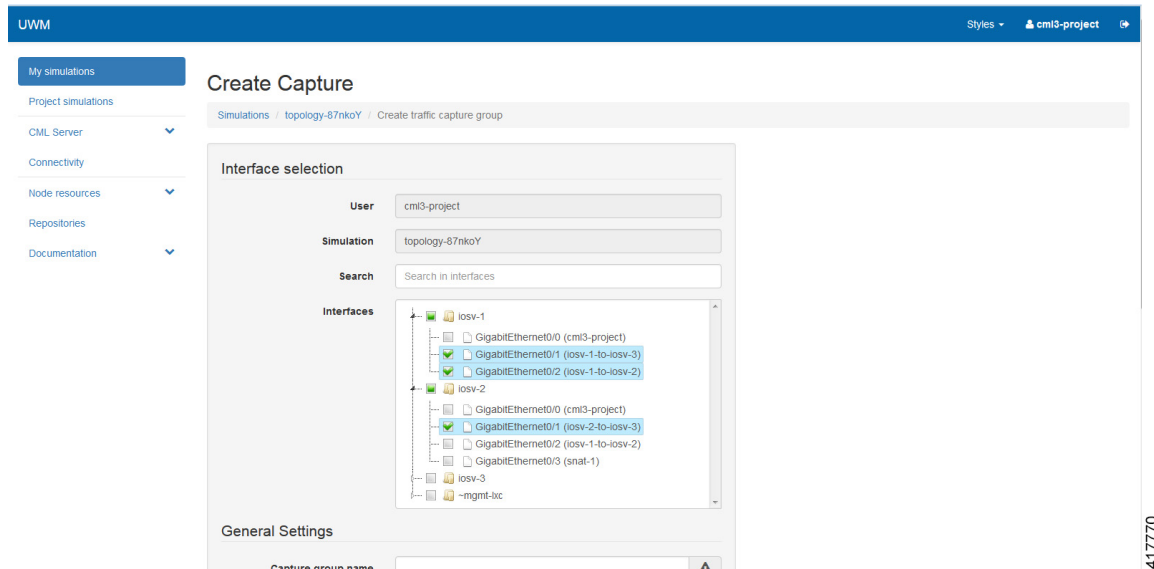 UWM
Styles
cml3-project
My simulations
Project simulations
CML Server
Connectivity
Node resources
Repositories
Documentation
Create Capture
Simulations / topology-87nkoY / Create traffic capture group
Interface selection
User
cml3-project
Simulation
topology-87nkoY
Search
Search in interfaces
Interfaces
iosv-1
GigabitEthernet0/0 (cml3-project)
GigabitEthernet0/1 (iosv-1-to-iosv-3)
GigabitEthernet0/2 (iosv-1-to-iosv-2)
iosv-2
GigabitEthernet0/0 (cml3-project)
GigabitEthernet0/1 (iosv-2-to-iosv-3)
GigabitEthernet0/2 (iosv-1-to-iosv-2)
GigabitEthernet0/3 (snat-1)
iosv-3
~mgmt-lxc
General Settings
Capture group name
417770